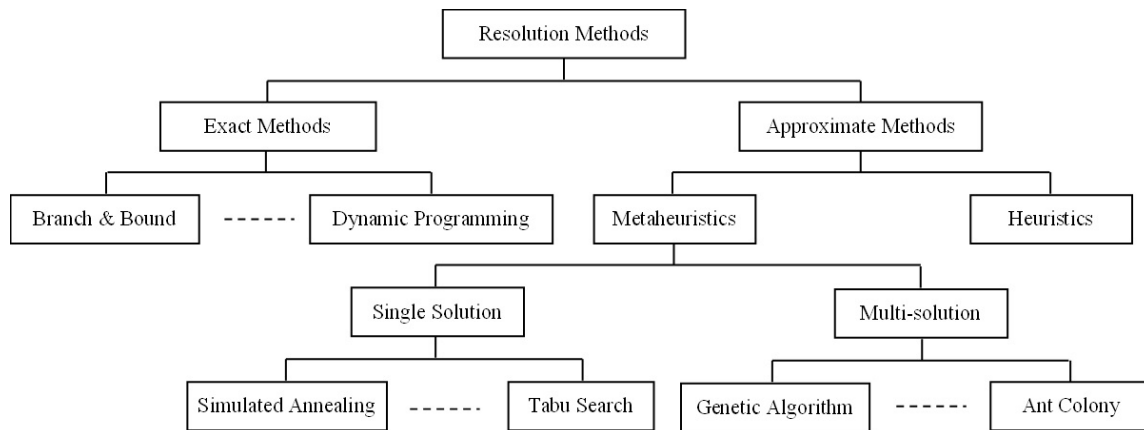 Resolution Methods
Exact Methods
Approximate Methods
Branch & Bound
Dynamic Programming
Metaheuristics
Heuristics
Single Solution
Multi-solution
Simulated Annealing
Tabu Search
Genetic Algorithm
Ant Colony